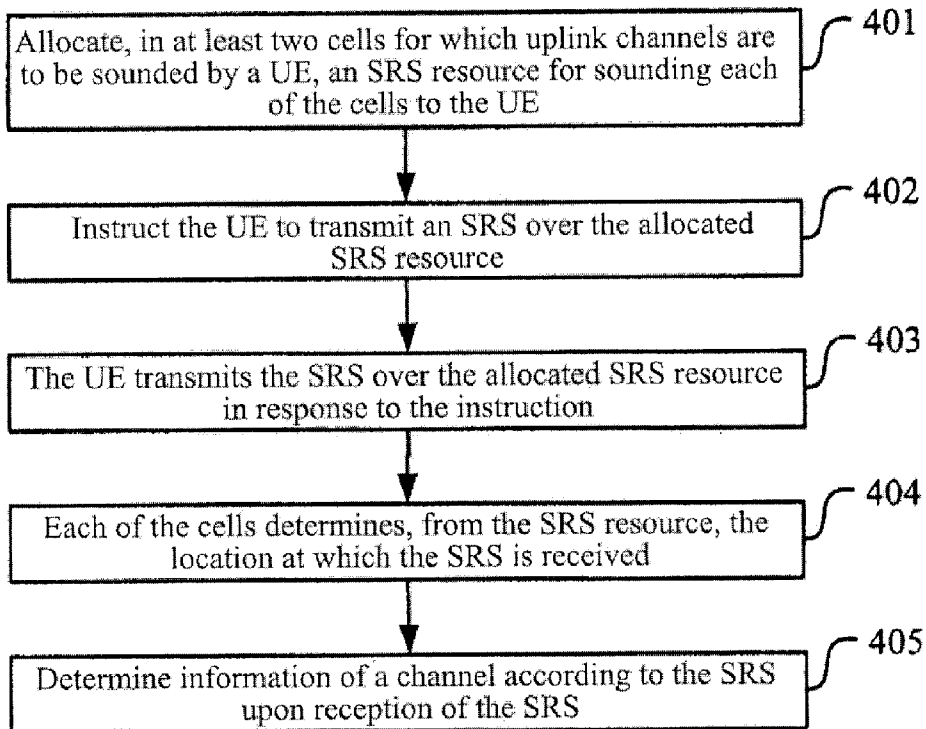 Allocate, in at least two cells for which uplink channels are
to be sounded by a UE, an SRS resource for sounding each
of the cells to the UE
401
Instruct the UE to transmit an SRS over the allocated
SRS resource
402
The UE transmits the SRS over the allocated SRS resource
in response to the instruction
403
Each of the cells determines, from the SRS resource, the
location at which the SRS is received
404
Determine information of a channel according to the SRS
upon reception of the SRS
405